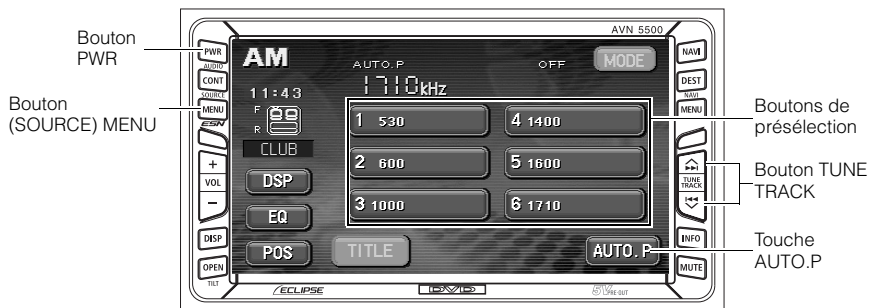 AVN 5500
Bouton
PWR
Bouton
(SOURCE) MENU
PWR
AUDIO
CONT
SOURCE
MENU
ESN
+
VOL
−
DISP
OPEN
TILT
AM
AUTO.P
OFF
MODE
1710kHz
11:43
F
R
CLUB
DSP
EQ
POS
1 530
2 600
3 1000
4 1400
5 1600
6 1710
TITLE
AUTO.P
ECLIPSE
DVD
5V PRE OUT
NAVI
DEST
NAVI
MENU
TUNE
TRACK
INFO
MUTE
Boutons de
présélection
Bouton TUNE
TRACK
Touche
AUTO.P